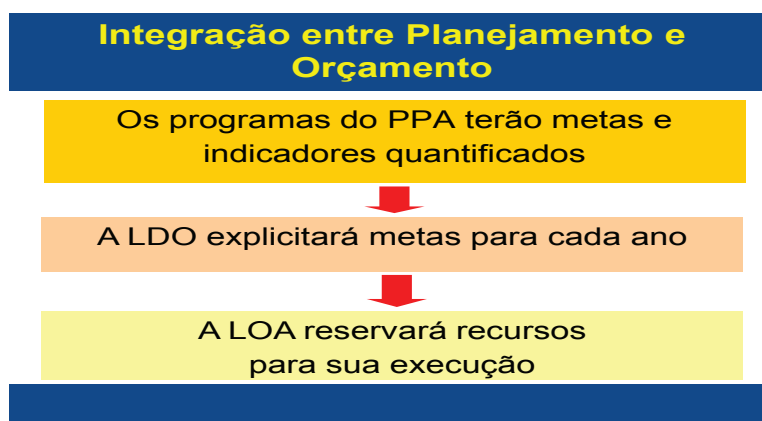 Integração entre Planejamento e
Orçamento
Os programas do PPA terão metas e
indicadores quantificados
A LDO explicitará metas para cada ano
A LOA reservará recursos
para sua execução